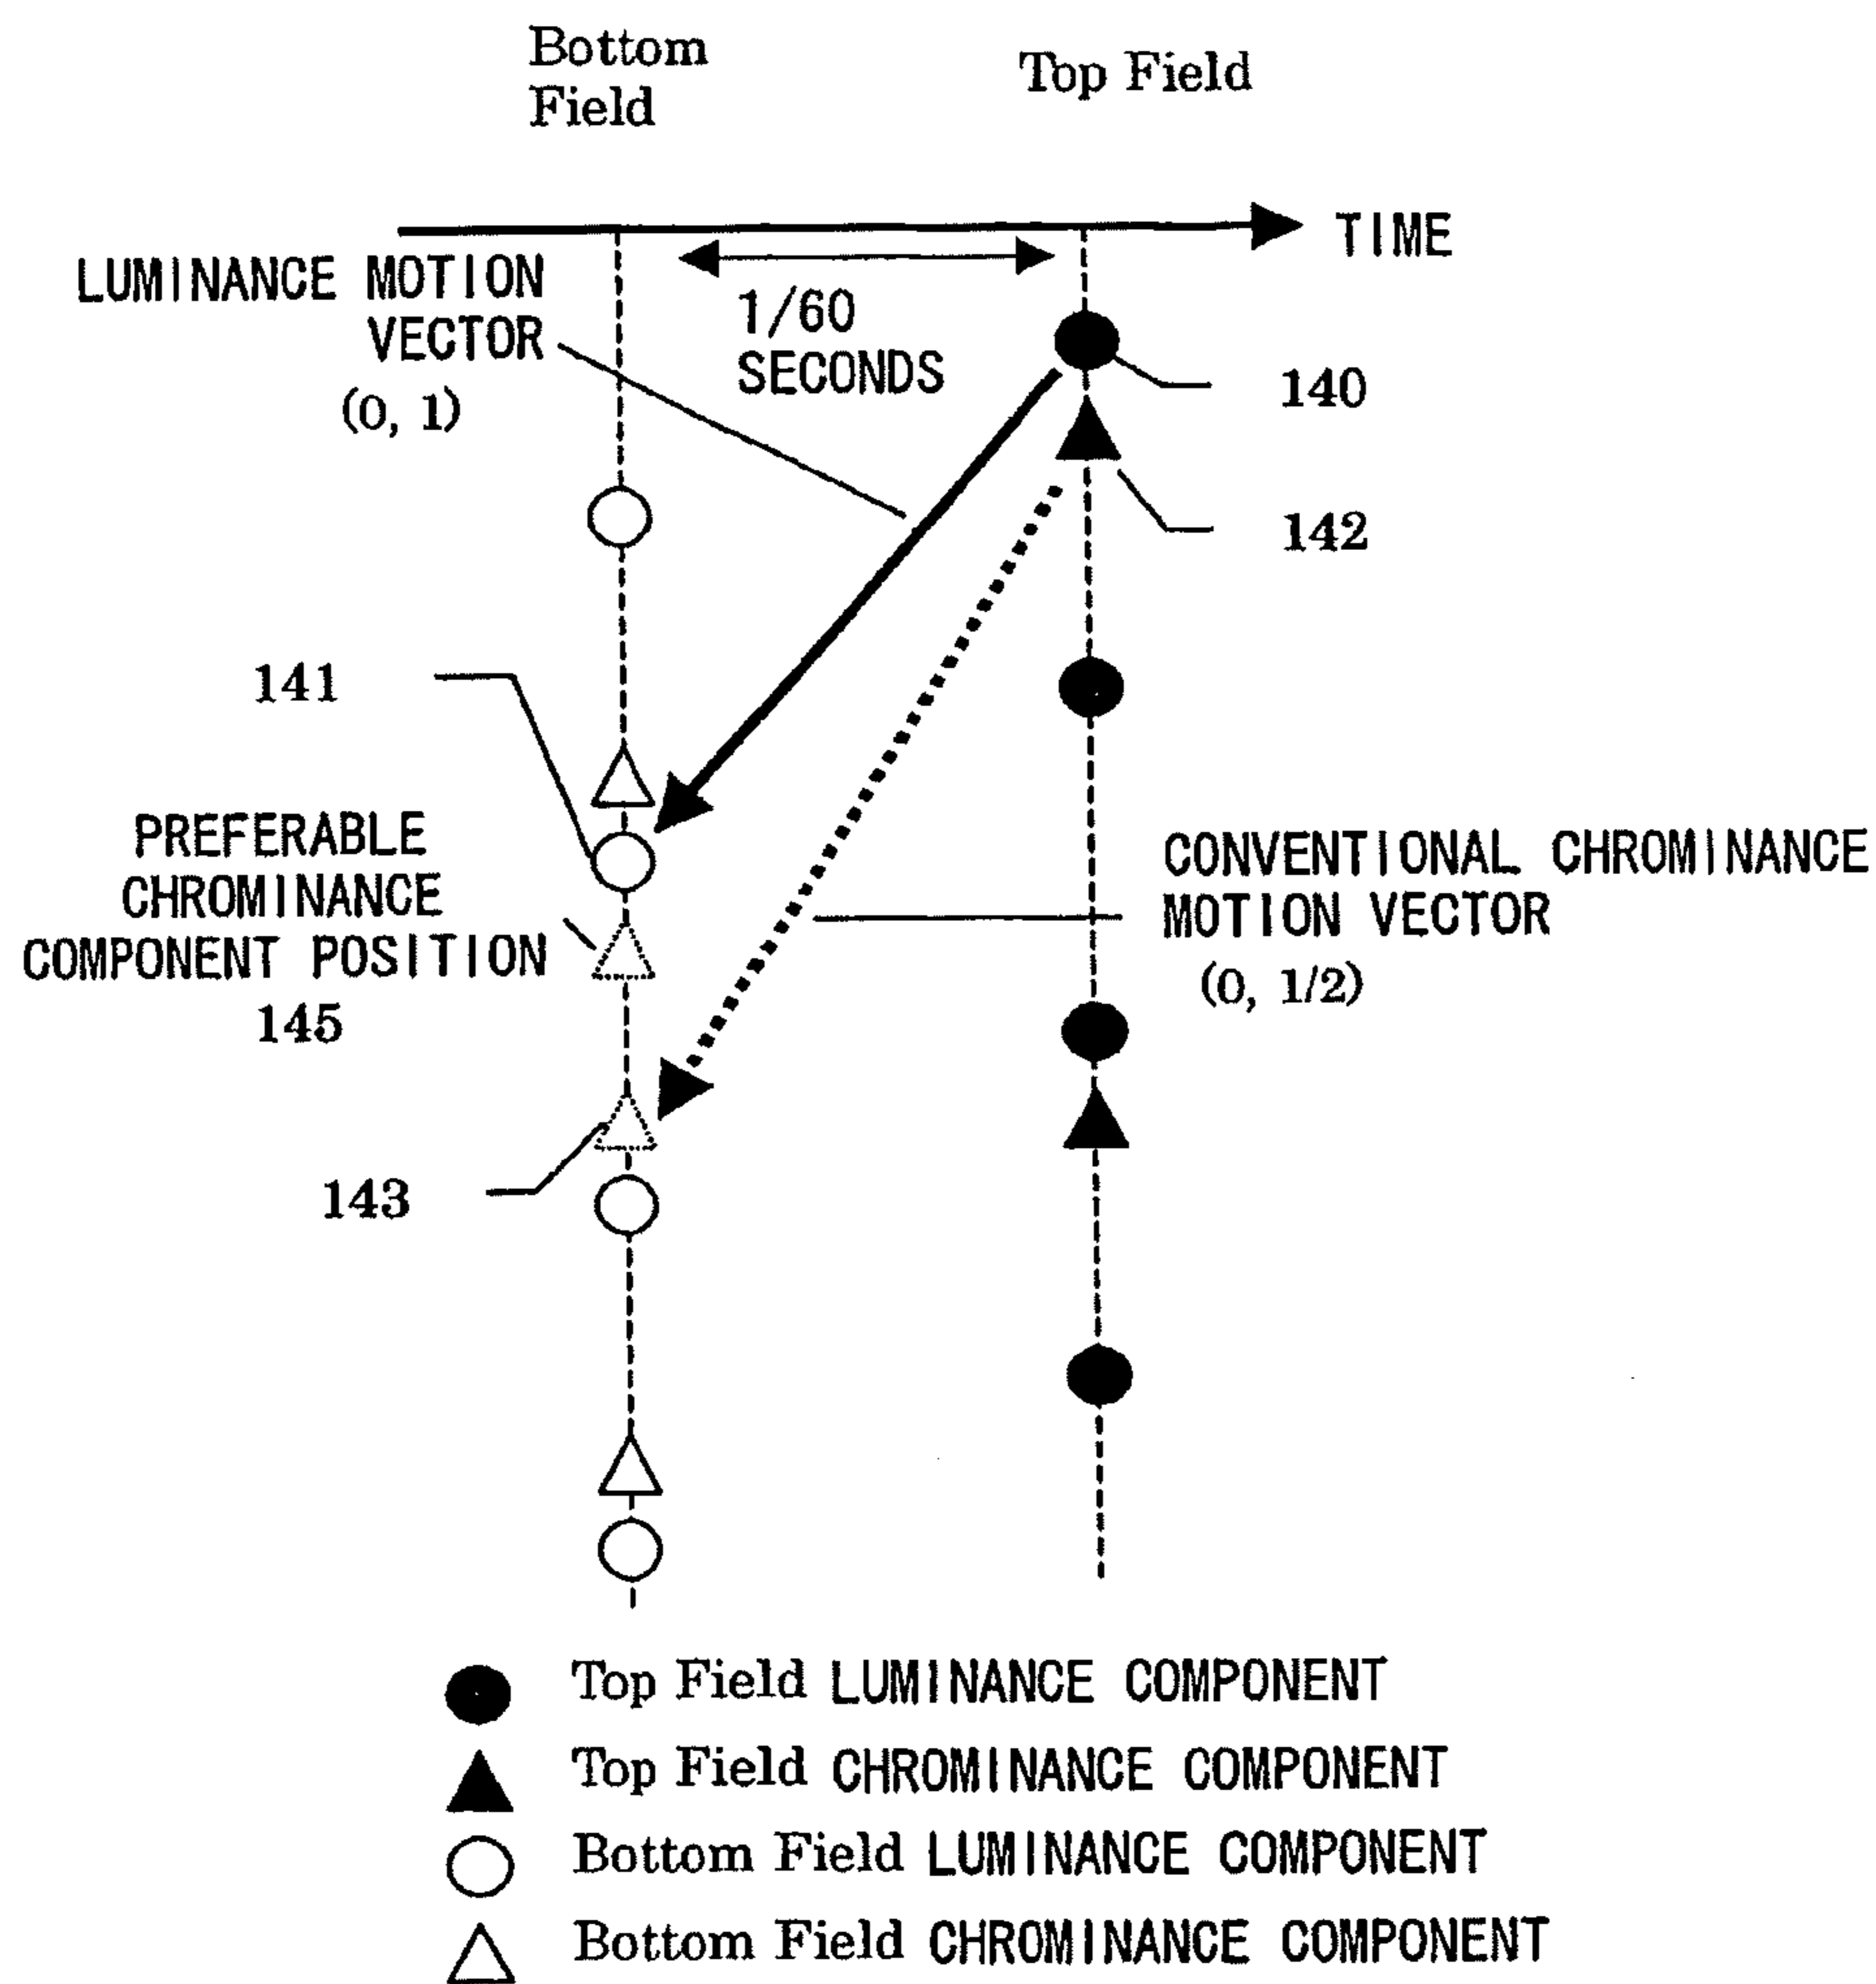 Bottom
Field
Top Field
TIME
LUMINANCE MOTION
VECTOR
(0, 1)
1/60
SECONDS
140
142
141
PREFERABLE
CHROMINANCE
COMPONENT POSITION
145
CONVENTIONAL CHROMINANCE
MOTION VECTOR
(0, 1/2)
143
Top Field LUMINANCE COMPONENT
Top Field CHROMINANCE COMPONENT
Bottom Field LUMINANCE COMPONENT
Bottom Field CHROMINANCE COMPONENT